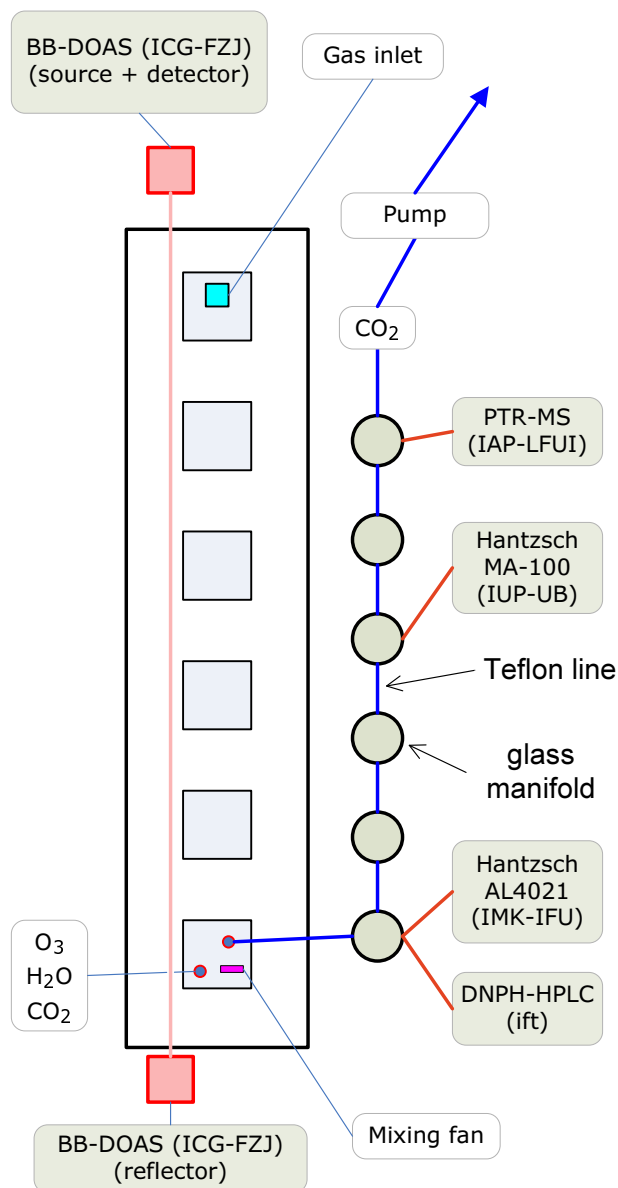 BB-DOAS (ICG-FZJ)
(source + detector)
Gas inlet
Pump
CO₂
PTR-MS
(IAP-LFUI)
Hantzsch
MA-100
(IUP-UB)
Teflon line
glass
manifold
Hantzsch
AL4021
(IMK-IFU)
O₃
H₂O
CO₂
DNPH-HPLC
(ift)
Mixing fan
BB-DOAS (ICG-FZJ)
(reflector)